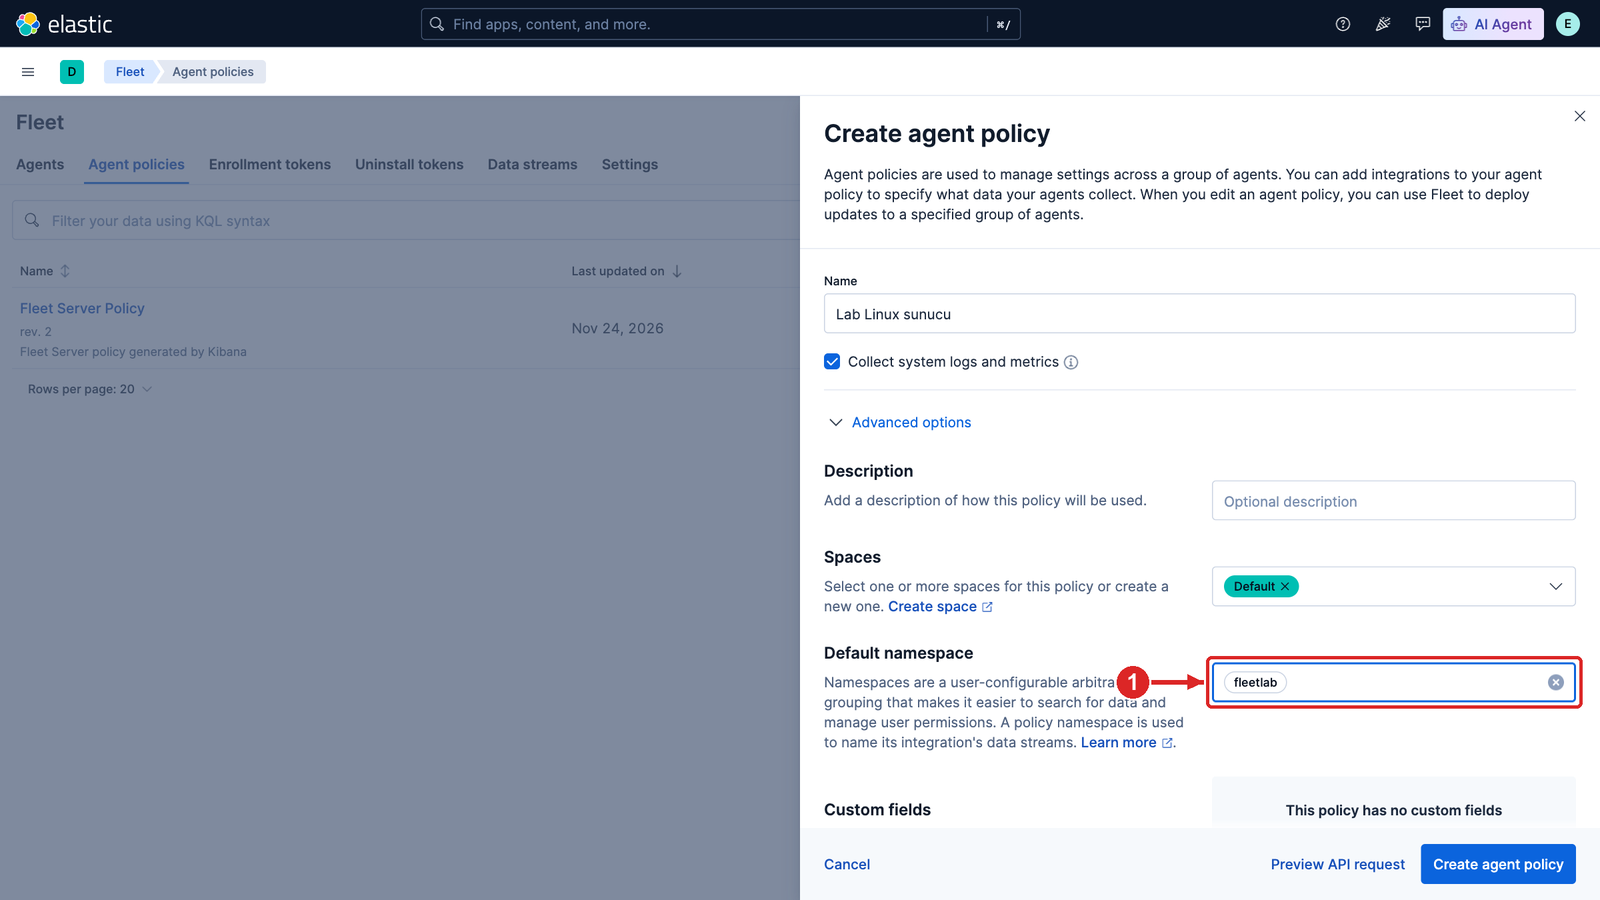 elastic
Find apps, content, and more.
⌘/
AI Agent
E
D
Fleet
Agent policies
Fleet
Agents
Agent policies
Enrollment tokens
Uninstall tokens
Data streams
Settings
Filter your data using KQL syntax
Name
Last updated on
Fleet Server Policy
rev. 2
Fleet Server policy generated by Kibana
Nov 24, 2026
Rows per page: 20
Create agent policy
Agent policies are used to manage settings across a group of agents. You can add integrations to your agent
policy to specify what data your agents collect. When you edit an agent policy, you can use Fleet to deploy
updates to a specified group of agents.
Name
Lab Linux sunucu
Collect system logs and metrics
Advanced options
Description
Add a description of how this policy will be used.
Optional description
Spaces
Select one or more spaces for this policy or create a
new one. Create space
Default
Default namespace
Namespaces are a user-configurable arbitra
grouping that makes it easier to search for data and
manage user permissions. A policy namespace is used
to name its integration's data streams. Learn more .
1
fleetlab
Custom fields
This policy has no custom fields
Cancel
Preview API request
Create agent policy